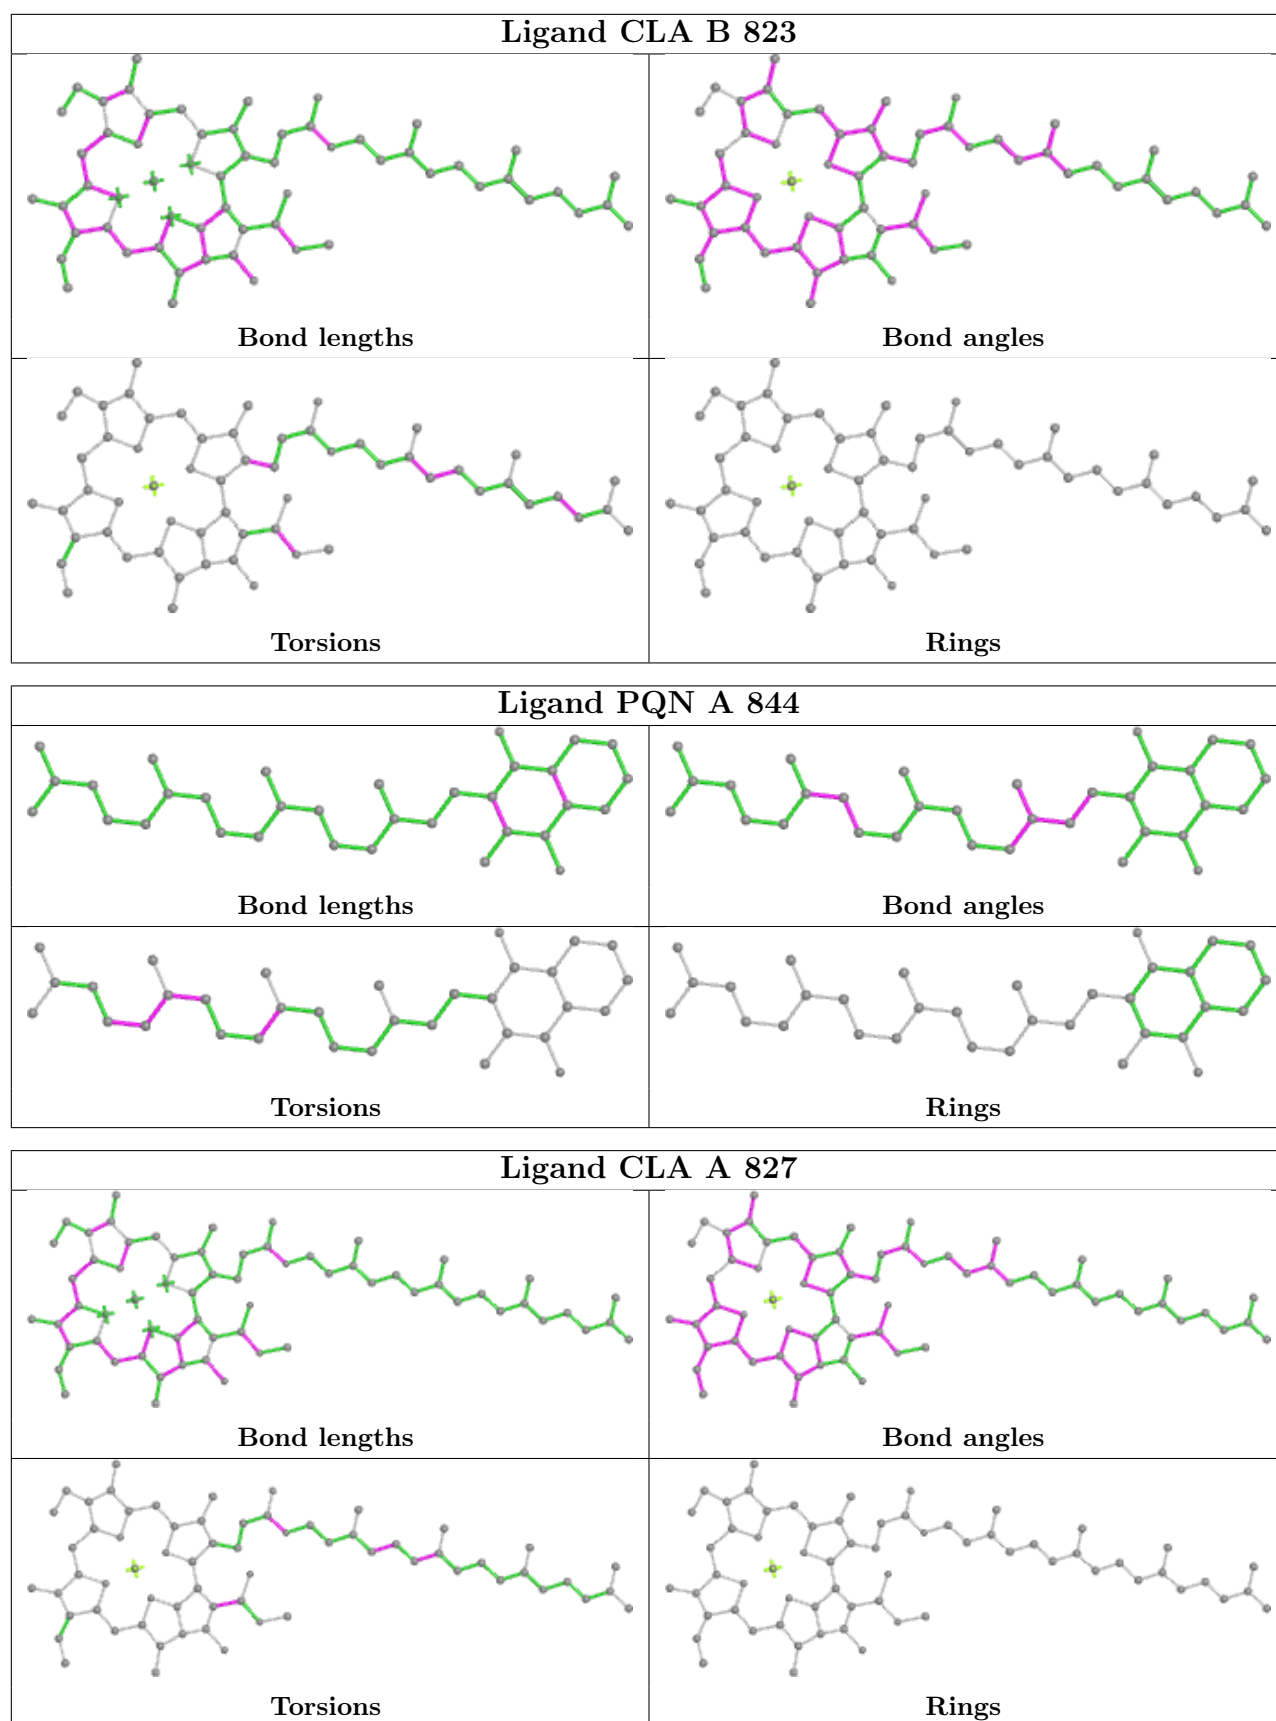 Ligand CLA B 823
Bond lengths
Bond angles
Torsions
Rings
Ligand PQN A 844
Bond lengths
Bond angles
Torsions
Rings
Ligand CLA A 827
Bond lengths
Bond angles
Torsions
Rings